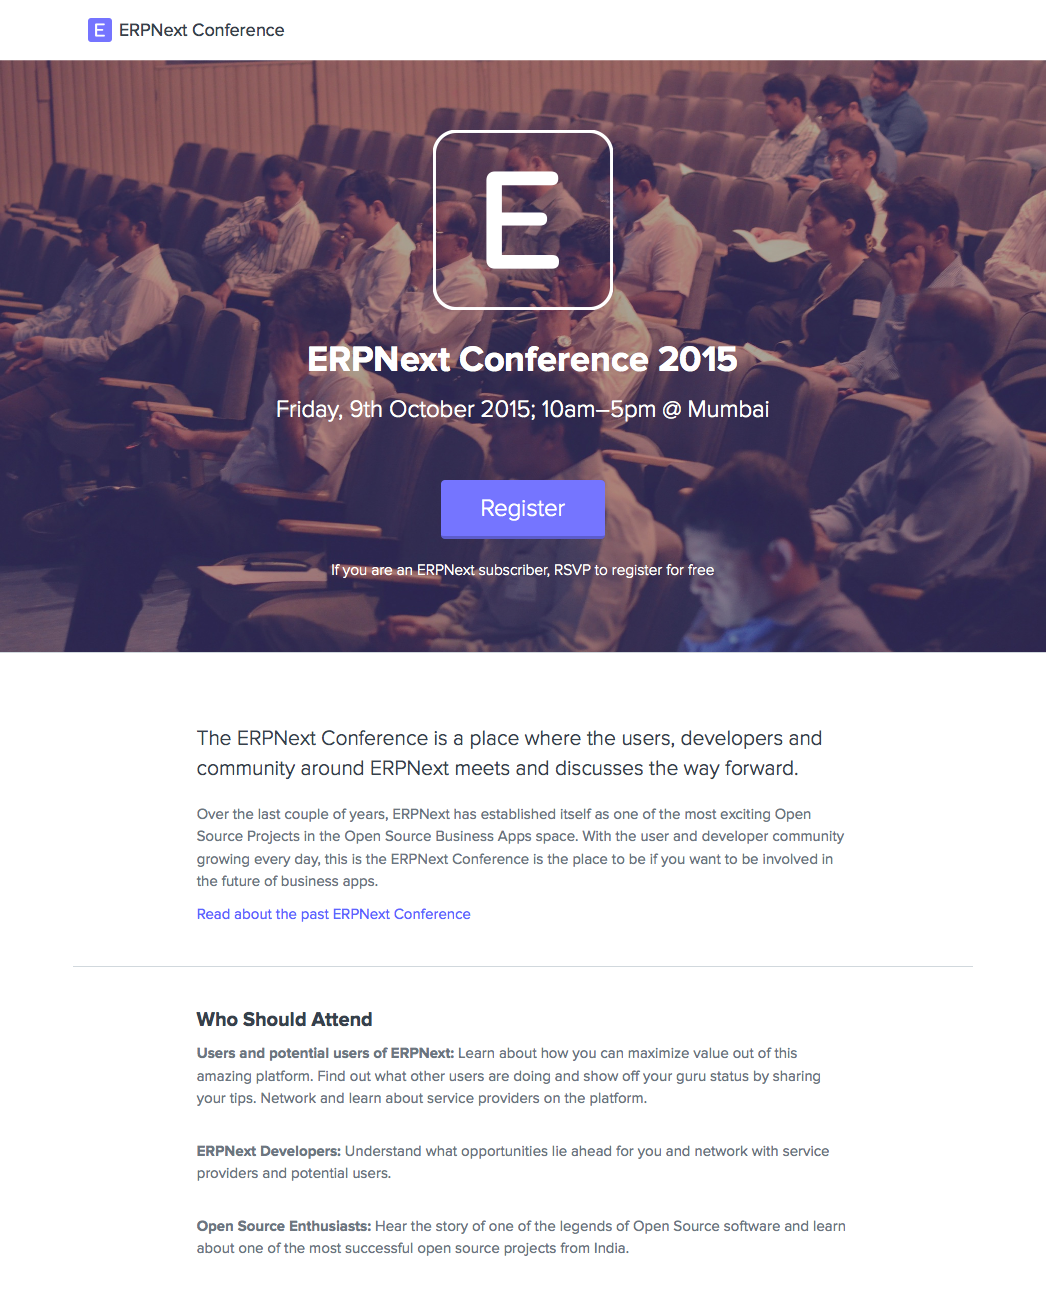 E ERPNext Conference
E
ERPNext Conference 2015
Friday, 9th October 2015; 10am–5pm @ Mumbai
Register
If you are an ERPNext subscriber, RSVP to register for free
The ERPNext Conference is a place where the users, developers and
community around ERPNext meets and discusses the way forward.
Over the last couple of years, ERPNext has established itself as one of the most exciting Open
Source Projects in the Open Source Business Apps space. With the user and developer community
growing every day, this is the ERPNext Conference is the place to be if you want to be involved in
the future of business apps.
Read about the past ERPNext Conference
Who Should Attend
Users and potential users of ERPNext: Learn about how you can maximize value out of this
amazing platform. Find out what other users are doing and show off your guru status by sharing
your tips. Network and learn about service providers on the platform.
ERPNext Developers: Understand what opportunities lie ahead for you and network with service
providers and potential users.
Open Source Enthusiasts: Hear the story of one of the legends of Open Source software and learn
about one of the most successful open source projects from India.